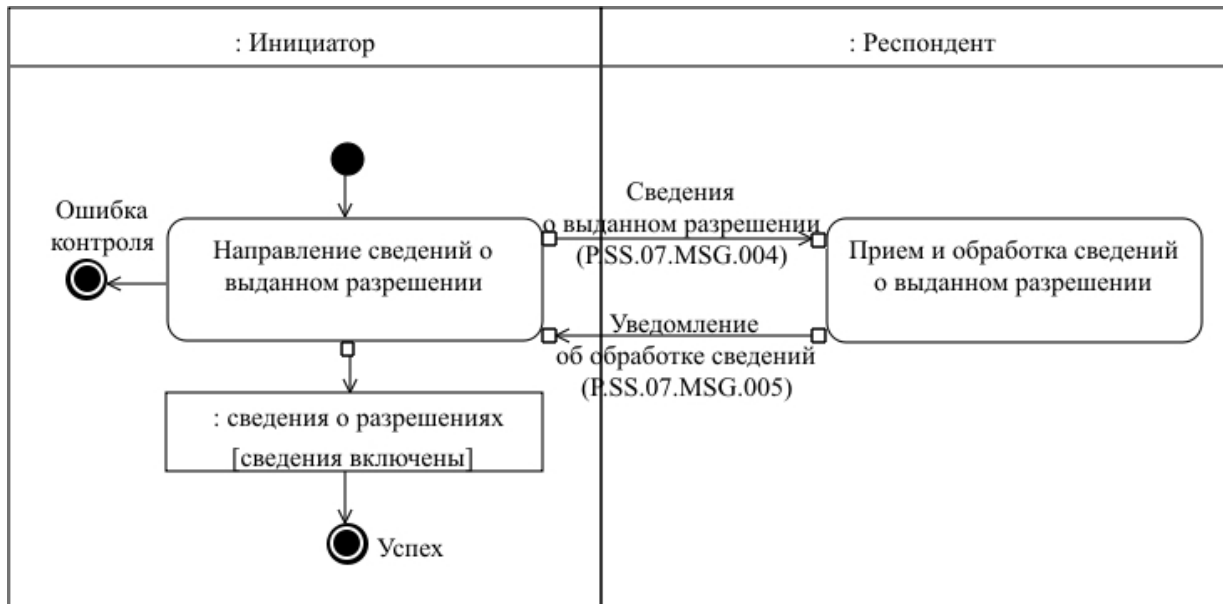 : Инициатор
: Респондент
Ошибка
контроля
Направление сведений о
выданном разрешении
Сведения
о выданном разрешении
(P.SS.07.MSG.004)
Прием и обработка сведений
о выданном разрешении
Уведомление
об обработке сведений
(P.SS.07.MSG.005)
: сведения о разрешениях
[сведения включены]
Успех